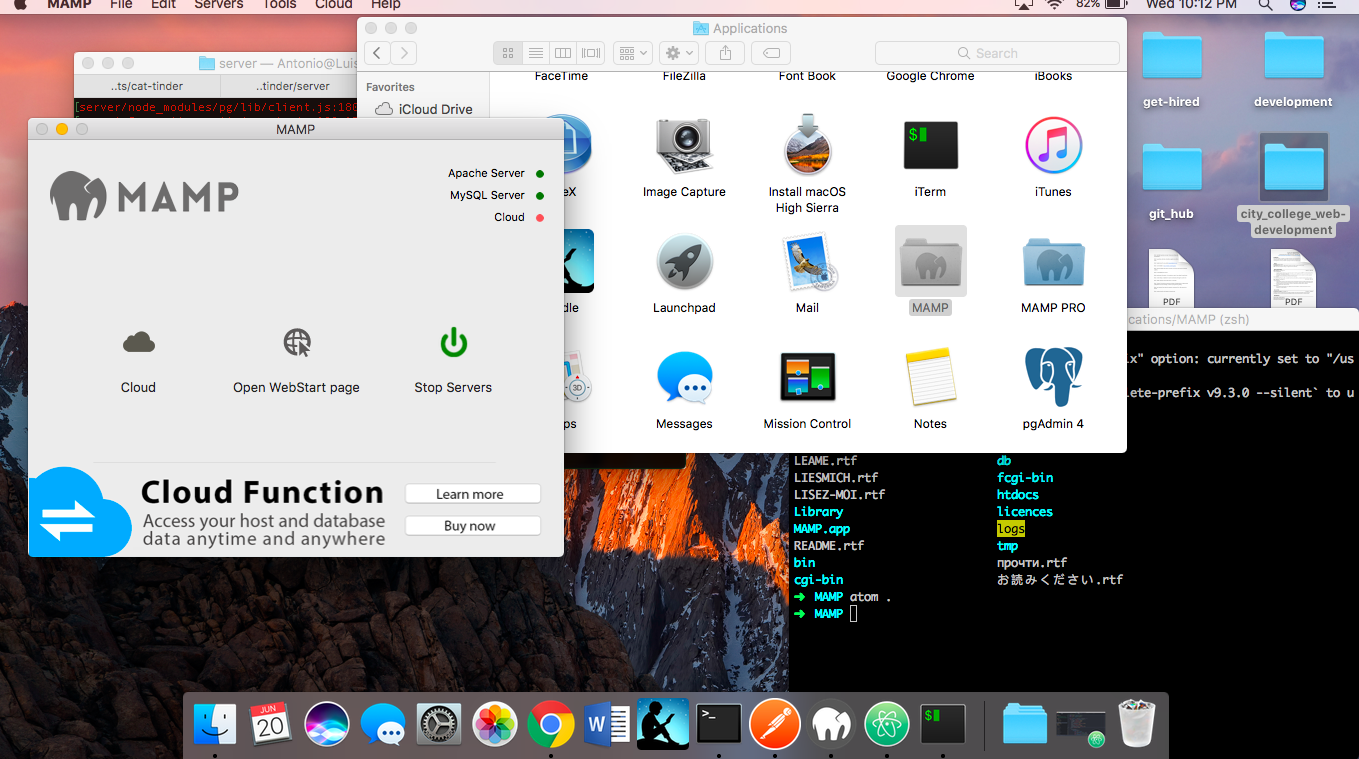 MAMP File Edit Servers Tools Cloud Help
82% Wed 10:12 PM
Applications
Search
server — Antonio@Luis
..ts/cat-tinder
..tinder/server
[server/node_modules/pg/lib/client.js:180
Favorites
iCloud Drive
MAMP
Apache Server
MySQL Server
Cloud
MAMP
Cloud
Open WebStart page
Stop Servers
Cloud Function
Access your host and database
data anytime and anywhere
Learn more
Buy now
FaceTime
FileZilla
Font Book
Google Chrome
iBooks
eX
Image Capture
Install macOS
High Sierra
$
iTerm
iTunes
dle
Launchpad
Mail
MAMP
MAMP PRO
3D
ps
Messages
Mission Control
Notes
pgAdmin 4
get-hired
development
git_hub
city_college_web-
development
PDF
PDF
cations/MAMP (zsh)
ix" option: currently set to "/us
lete-prefix v9.3.0 --silent` to u
LEAME.rtf db
LIESMICH.rtf fcgi-bin
LISEZ-MOI.rtf htdocs
Library licences
MAMP.app logs
README.rtf tmp
bin прочти.rtf
cgi-bin お読みください.rtf
➜ MAMP atom .
➜ MAMP
JUN
20
W
>_
$